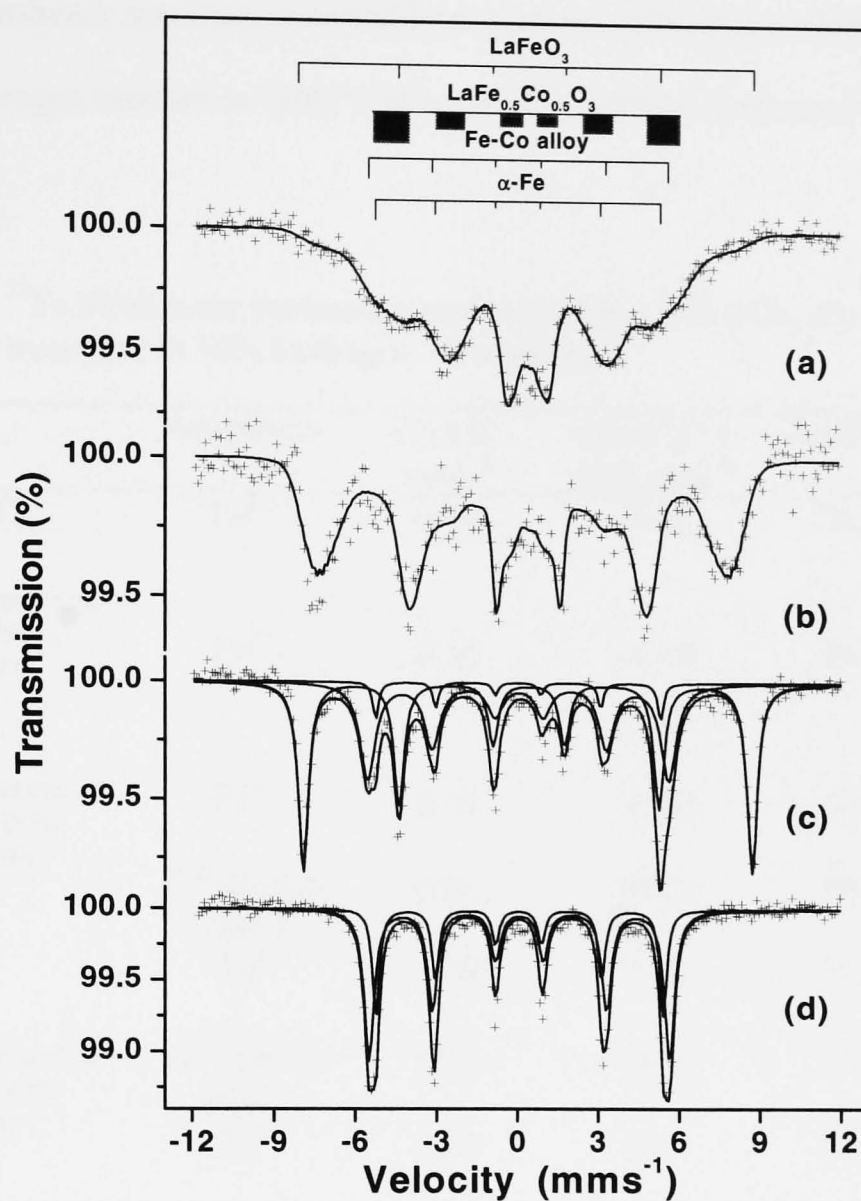 LaFeO₃
LaFe₀.₅Co₀.₅O₃
Fe-Co alloy
α-Fe
100.0
99.5
(a)
100.0
99.5
(b)
100.0
99.5
(c)
100.0
99.5
99.0
(d)
Transmission (%)
-12 -9 -6 -3 0 3 6 9 12
Velocity (mms⁻¹)